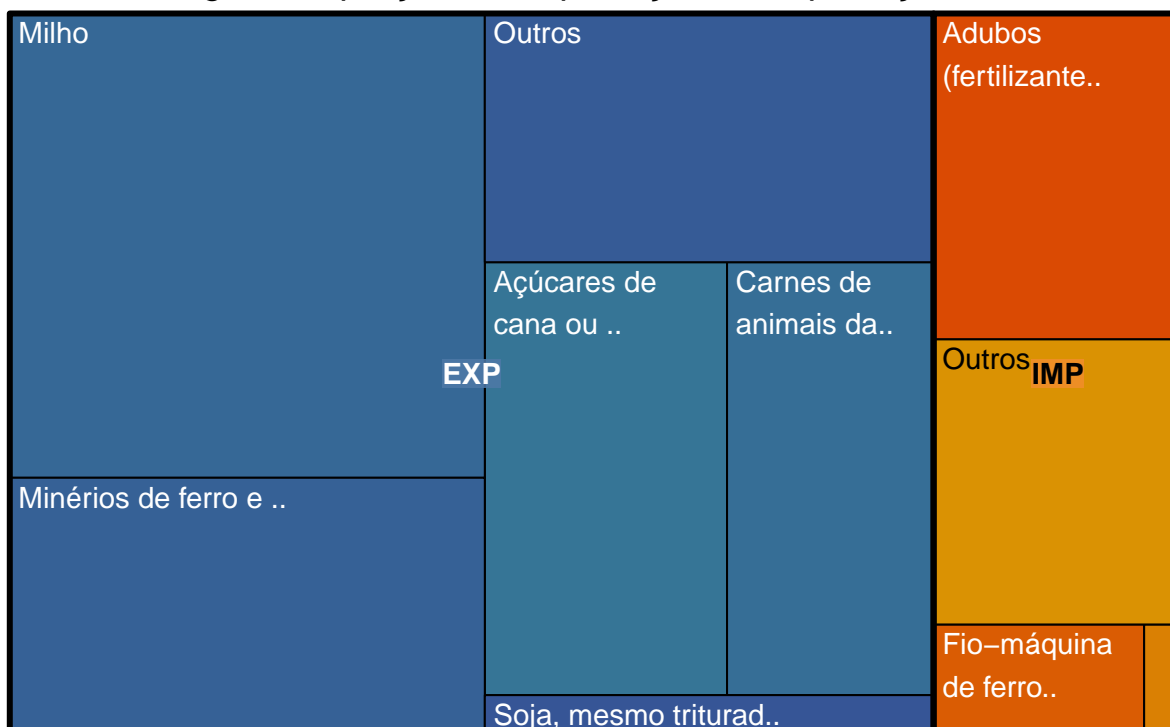 Milho
Outros
Adubos
(fertilizante..
Açúcares de
cana ou ..
Carnes de
animais da..
EXP
Outros
IMP
Minérios de ferro e ..
Fio−máquina
de ferro..
Soja, mesmo triturad..